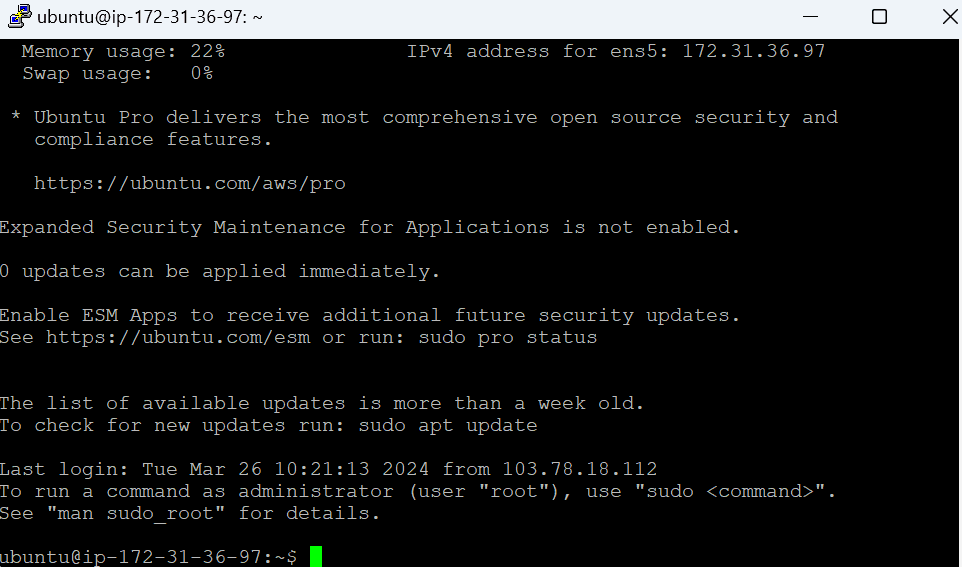 ubuntu@ip-172-31-36-97: ~
Memory usage: 22% IPv4 address for ens5: 172.31.36.97
Swap usage: 0%
* Ubuntu Pro delivers the most comprehensive open source security and
compliance features.
https://ubuntu.com/aws/pro
Expanded Security Maintenance for Applications is not enabled.
0 updates can be applied immediately.
Enable ESM Apps to receive additional future security updates.
See https://ubuntu.com/esm or run: sudo pro status
The list of available updates is more than a week old.
To check for new updates run: sudo apt update
Last login: Tue Mar 26 10:21:13 2024 from 103.78.18.112
To run a command as administrator (user "root"), use "sudo <command>".
See "man sudo_root" for details.
ubuntu@ip-172-31-36-97:~$